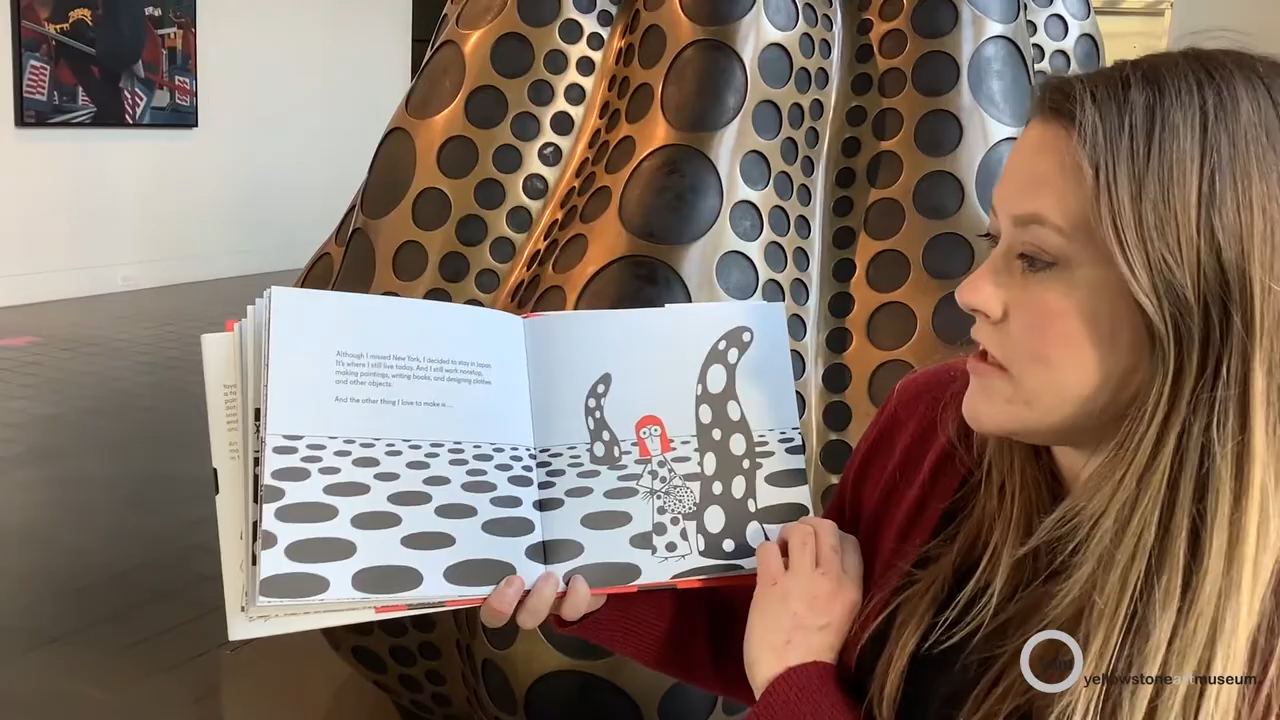 Although I missed New York, I decided to stay in Japan.
It's where I still live today. And I still work nonstop,
making paintings, writing books, and designing clothes
and other objects.
And the other thing I love to make is ...
yellowstoneartmuseum